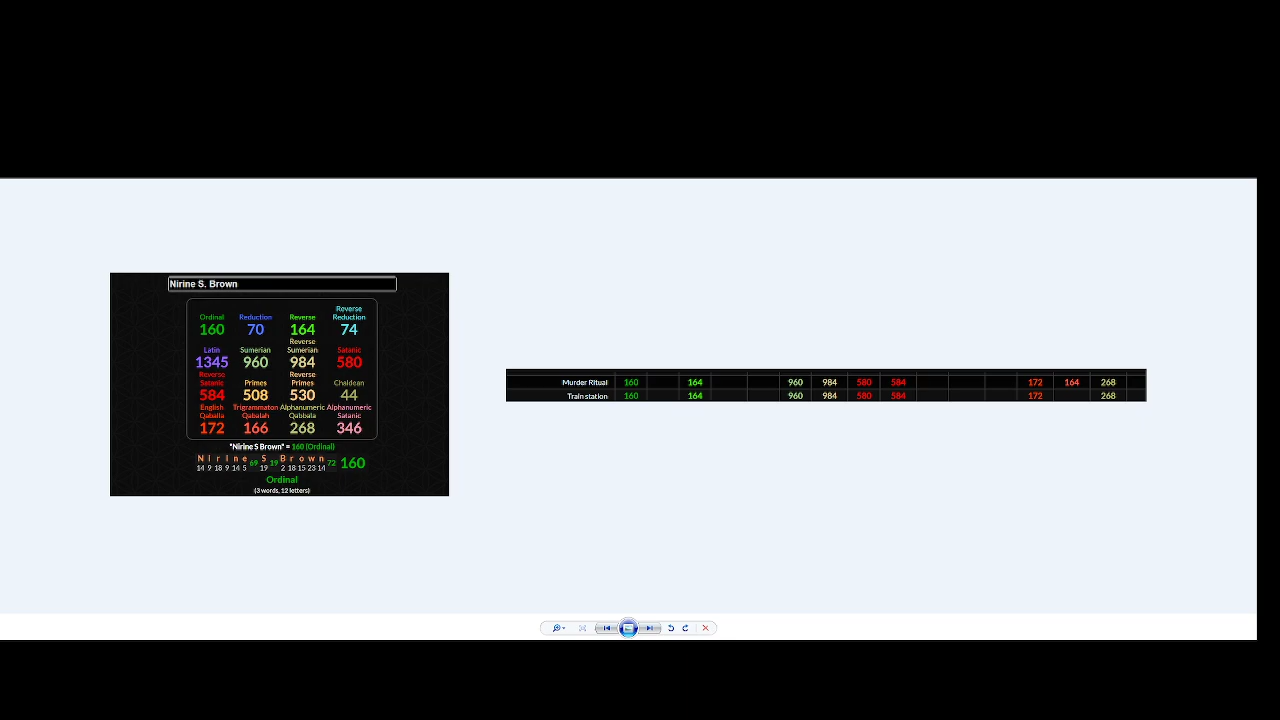 Nirine S. Brown
Ordinal Reduction Reverse Reverse Reduction
160 70 164 74
Latin Sumerian Reverse Sumerian Satanic
1345 960 984 580
Reverse Satanic Primes Reverse Primes Chaldean
584 508 530 44
English Qaballa Trigrammaton Qabalah Alphanumeric Qabbala Alphanumeric Satanic
172 166 268 346
"Nirine S Brown" = 160 (Ordinal)
N i r i n e 69 S 19 B r o w n 72 160
14 9 18 9 14 5 19 2 18 15 23 14
Ordinal
(3 words, 12 letters)
Murder Ritual 160 164 960 984 580 584 172 164 268
Train station 160 164 960 984 580 584 172 268